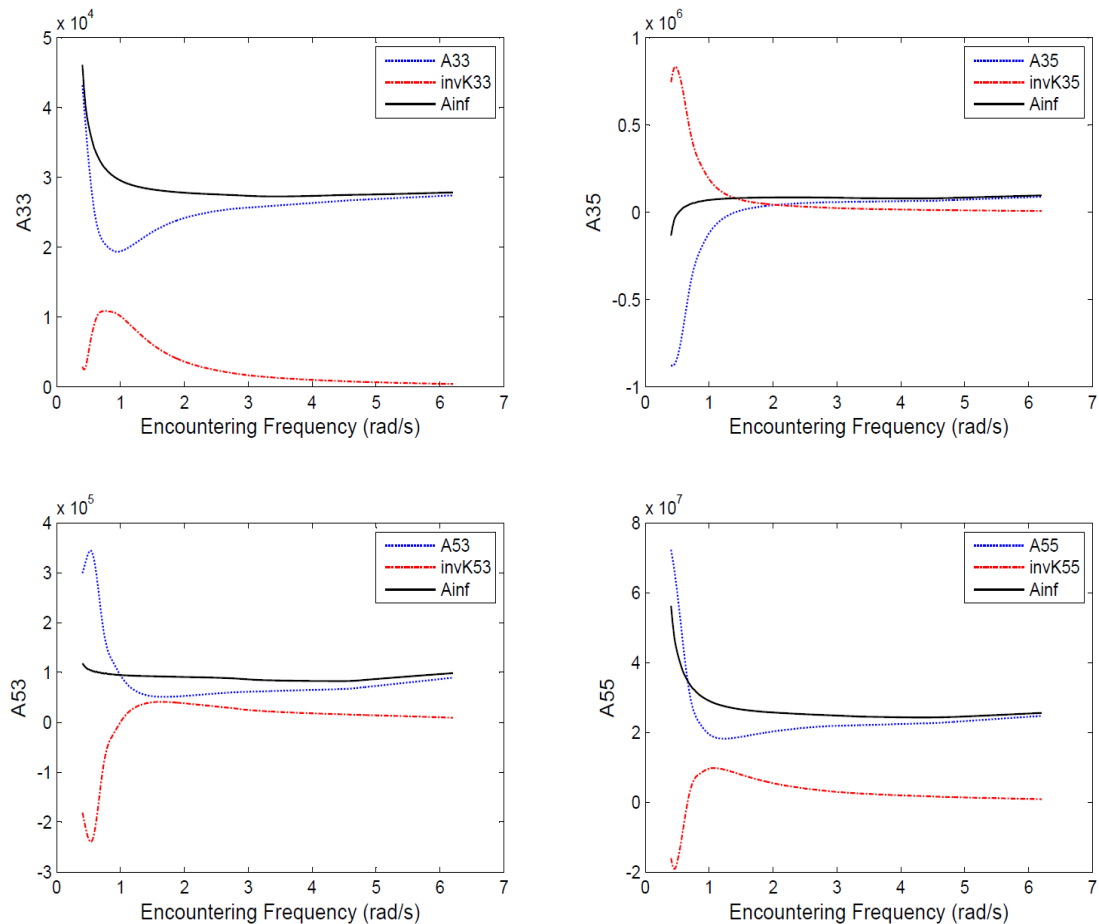 x 10^4
5
4
3
2
1
0
0 1 2 3 4 5 6 7
A33
Encountering Frequency (rad/s)
A33
invK33
Ainf
x 10^6
1
0.5
0
-0.5
-1
0 1 2 3 4 5 6 7
A35
Encountering Frequency (rad/s)
A35
invK35
Ainf
x 10^5
4
3
2
1
0
-1
-2
-3
0 1 2 3 4 5 6 7
A53
Encountering Frequency (rad/s)
A53
invK53
Ainf
x 10^7
8
6
4
2
0
-2
0 1 2 3 4 5 6 7
A55
Encountering Frequency (rad/s)
A55
invK55
Ainf